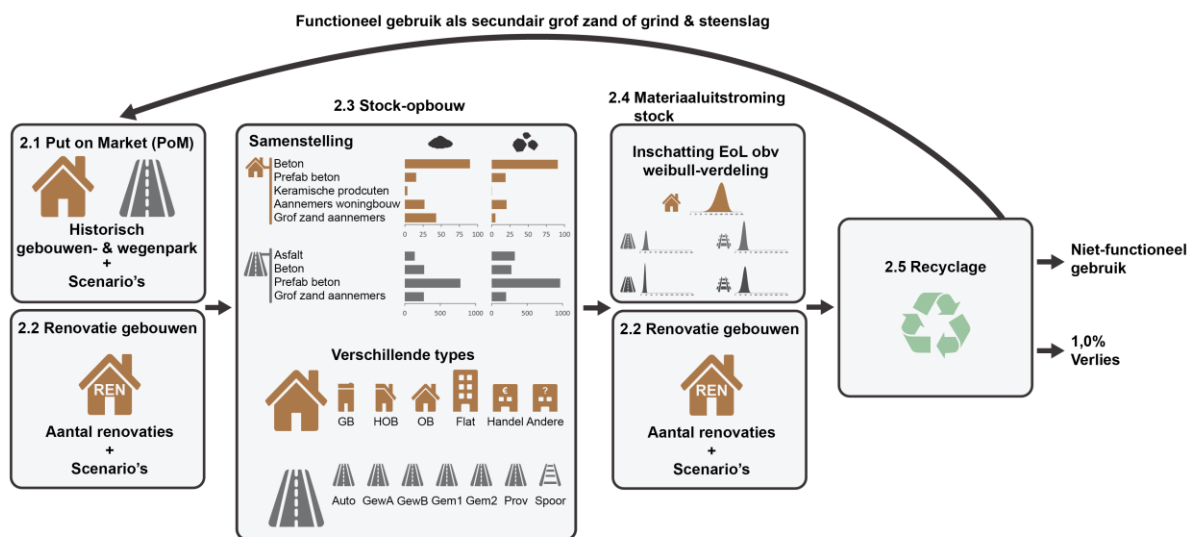 Functioneel gebruik als secundair grof zand of grind & steenslag
2.1 Put on Market (PoM)
Historisch
gebouwen- & wegenpark
+
Scenario's
2.2 Renovatie gebouwen
REN
Aantal renovaties
+
Scenario's
2.3 Stock-opbouw
Samenstelling
Beton
Prefab beton
Keramische prodcuten
Aannemers woningbouw
Grof zand aannemers
0 25 50 75 100
0 25 50 75 100
Asfalt
Beton
Prefab beton
Grof zand aannemers
0 500 1000
0 500 1000
Verschillende types
€ ?
GB HOB OB Flat Handel Andere
Auto GewA GewB Gem1 Gem2 Prov Spoor
2.4 Materiaaluitstroming
stock
Inschatting EoL obv
weibull-verdeling
2.2 Renovatie gebouwen
REN
Aantal renovaties
+
Scenario's
2.5 Recyclage
Niet-functioneel
gebruik
1,0%
Verlies